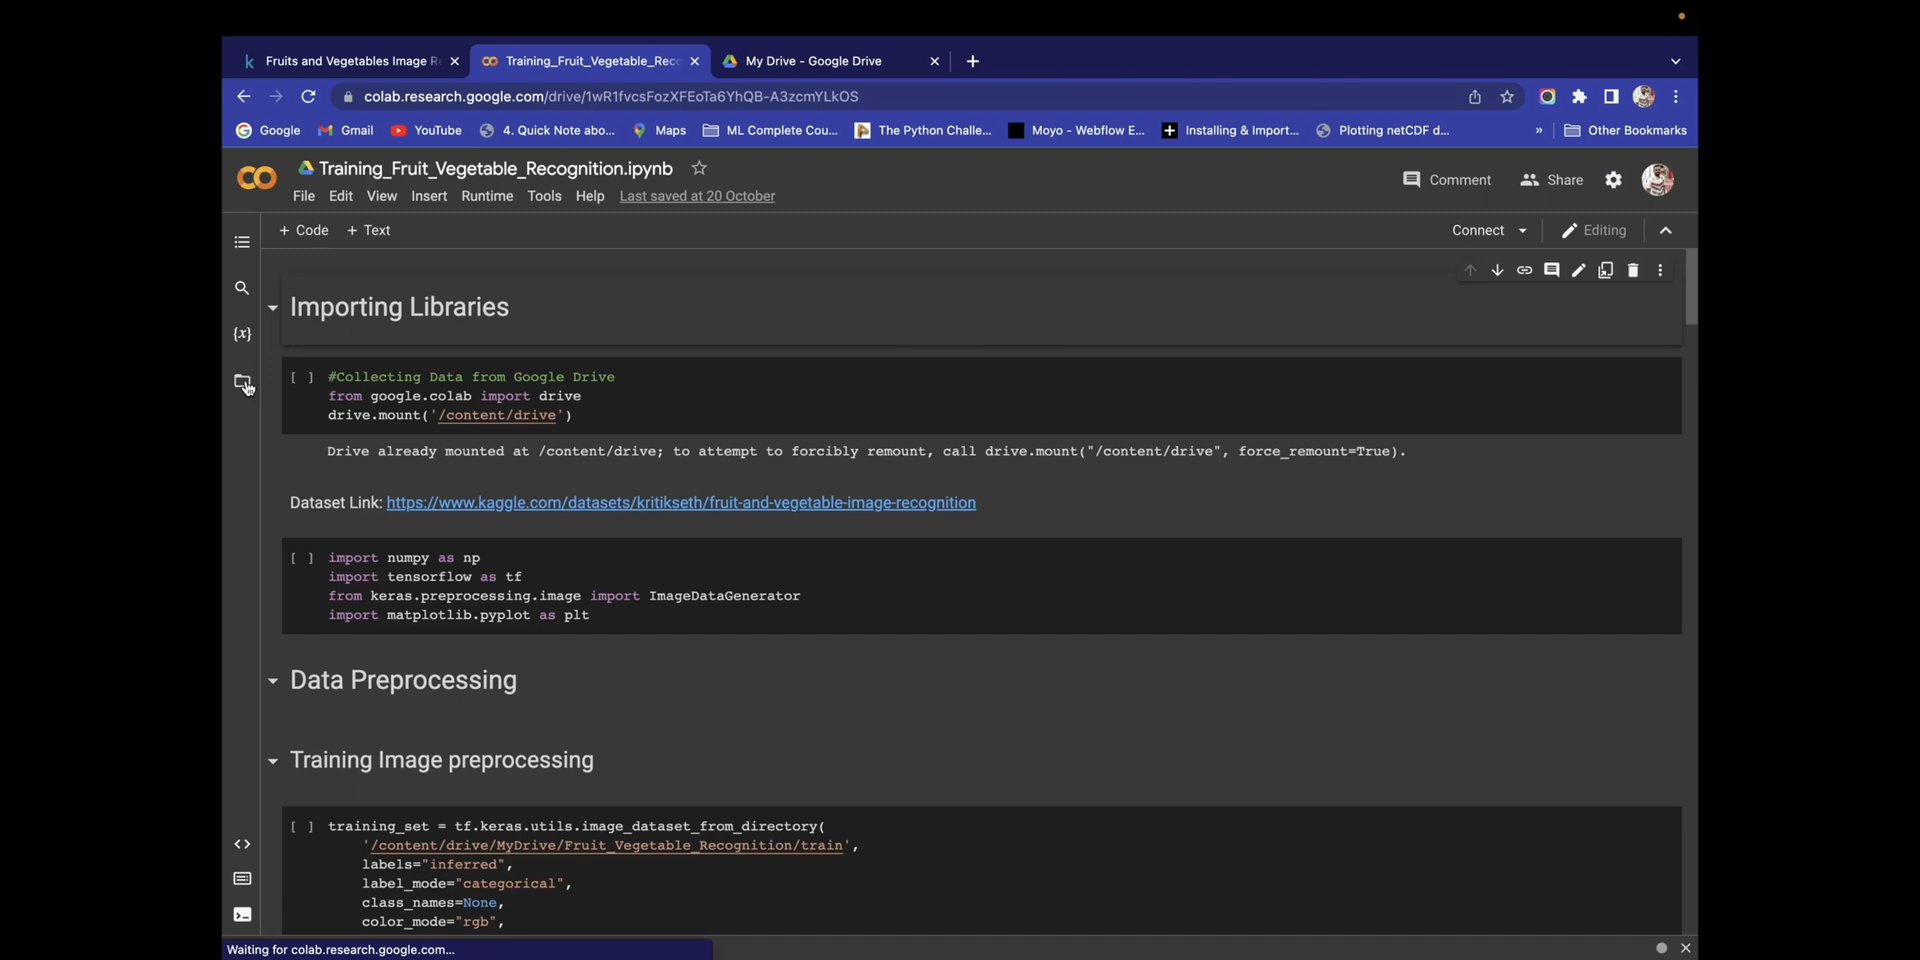 Fruits and Vegetables Image R
Training_Fruit_Vegetable_Reco
My Drive - Google Drive
colab.research.google.com/drive/1wR1fvcsFozXFEoTa6YhQB-A3zcmYLkOS
Google
Gmail
YouTube
4. Quick Note abo...
Maps
ML Complete Cou...
The Python Challe...
Moyo - Webflow E...
Installing & Import...
Plotting netCDF d...
»
Other Bookmarks
Training_Fruit_Vegetable_Recognition.ipynb
Comment
Share
File Edit View Insert Runtime Tools Help Last saved at 20 October
+ Code + Text
Connect
Editing
Importing Libraries
{x}
[ ] #Collecting Data from Google Drive
from google.colab import drive
drive.mount('/content/drive')
Drive already mounted at /content/drive; to attempt to forcibly remount, call drive.mount("/content/drive", force_remount=True).
Dataset Link: https://www.kaggle.com/datasets/kritikseth/fruit-and-vegetable-image-recognition
[ ] import numpy as np
import tensorflow as tf
from keras.preprocessing.image import ImageDataGenerator
import matplotlib.pyplot as plt
Data Preprocessing
Training Image preprocessing
[ ] training_set = tf.keras.utils.image_dataset_from_directory(
'/content/drive/MyDrive/Fruit_Vegetable_Recognition/train',
labels="inferred",
label_mode="categorical",
class_names=None,
color_mode="rgb",
Waiting for colab.research.google.com...